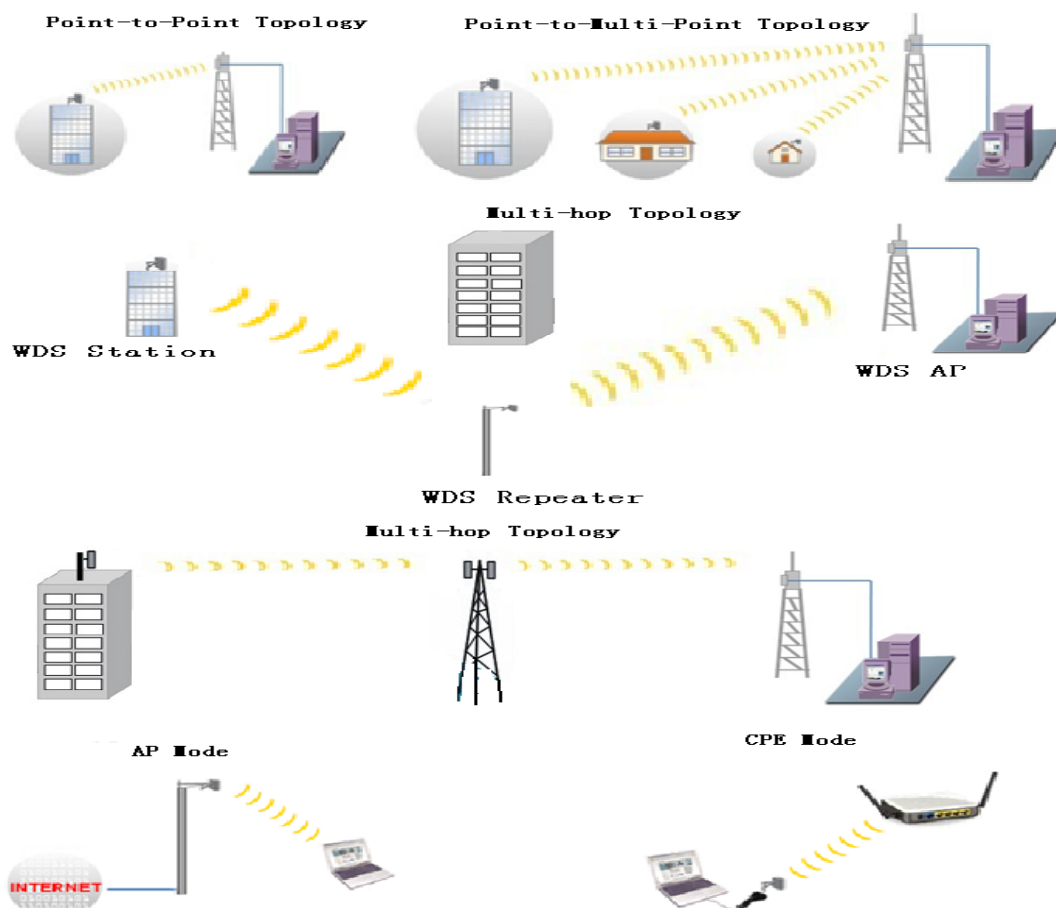 Point-to-Point Topology
Point-to-Multi-Point Topology
Multi-hop Topology
WDS Station
WDS AP
WDS Repeater
Multi-hop Topology
AP Mode
CPE Mode
INTERNET